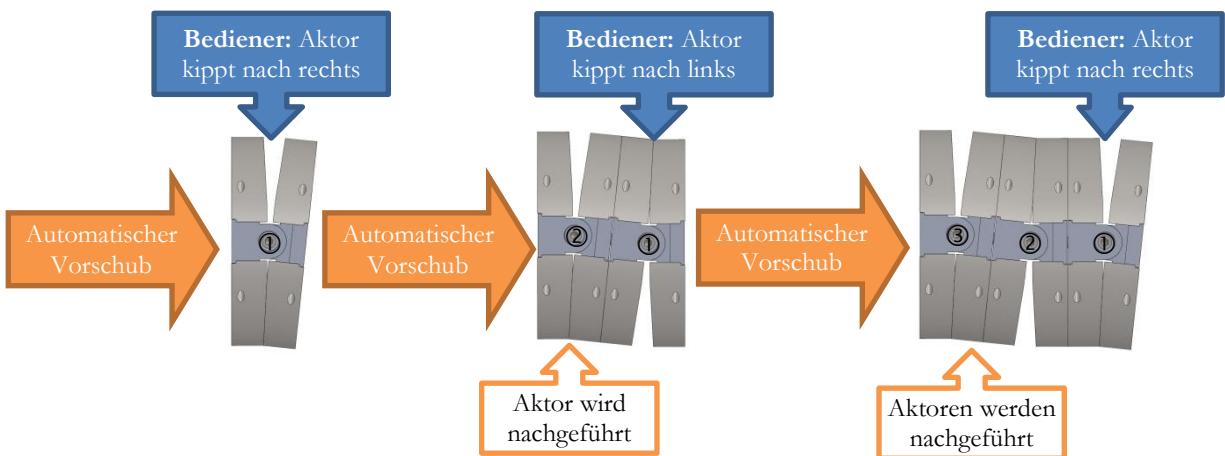 Bediener: Aktor
kippt nach rechts
Bediener: Aktor
kippt nach links
Bediener: Aktor
kippt nach rechts
Automatischer
Vorschub
1
Automatischer
Vorschub
2
1
Automatischer
Vorschub
3
2
1
Aktor wird
nachgeführt
Aktoren werden
nachgeführt